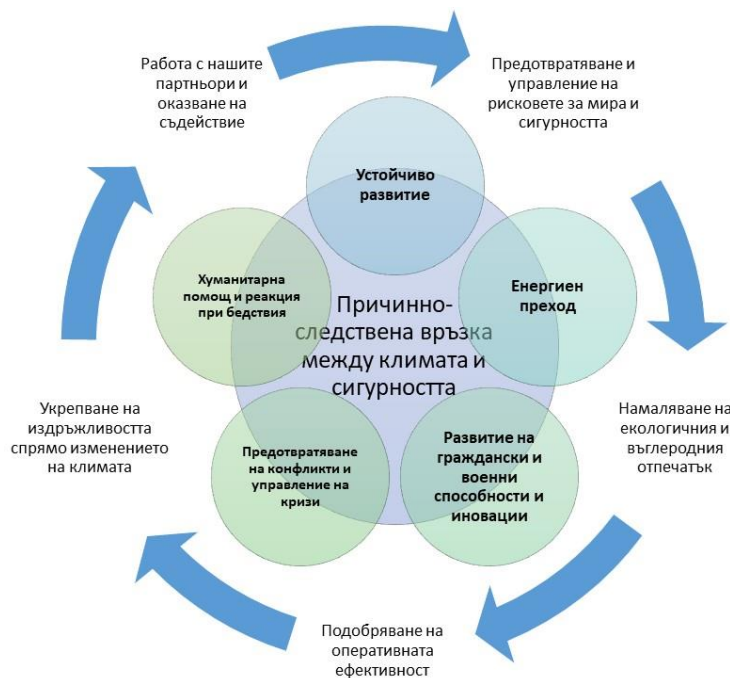 Работа с нашите
партньори и
оказване на
съдействие
Предотвратяване и
управление на
рисковете за мира и
сигурността
Устойчиво
развитие
Хуманитарна
помощ и реакция
при бедствия
Енергиен
преход
Причинно-
следствена връзка
между климата и
сигурността
Укрепване на
издръжливостта
спрямо изменението
на климата
Намаляване на
екологичния и
въглеродния
отпечатък
Предотвратяване
на конфликти и
управление на
кризи
Развитие на
граждански и
военни
способности и
иновации
Подобряване на
оперативната
ефективност